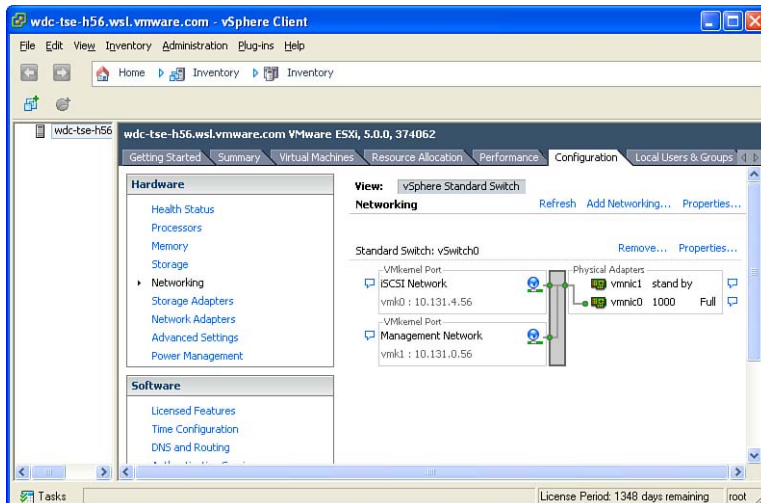 wdc-tse-h56.wsl.vmware.com - vSphere Client
File Edit View Inventory Administration Plug-ins Help
Home Inventory Inventory
wdc-tse-h56
wdc-tse-h56.wsl.vmware.com VMware ESXi, 5.0.0, 374062
Getting Started Summary Virtual Machines Resource Allocation Performance Configuration Local Users & Groups
Hardware
Health Status
Processors
Memory
Storage
Networking
Storage Adapters
Network Adapters
Advanced Settings
Power Management
Software
Licensed Features
Time Configuration
DNS and Routing
View: vSphere Standard Switch
Networking Refresh Add Networking... Properties...
Standard Switch: vSwitch0 Remove... Properties...
VMkernel Port
iSCSI Network
vmk0 : 10.131.4.56
VMkernel Port
Management Network
vmk1 : 10.131.0.56
Physical Adapters
vmnic1 stand by
vmnic0 1000 Full
Tasks License Period: 1348 days remaining root